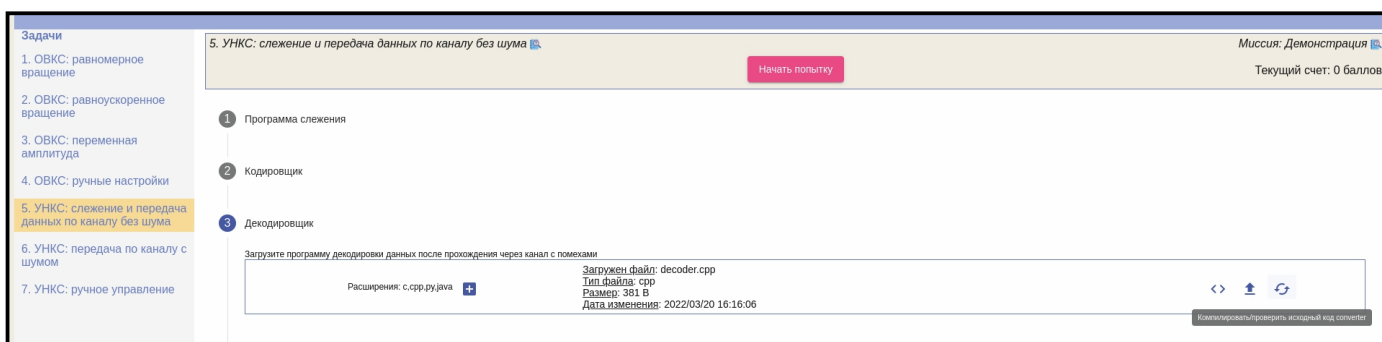 Задачи
1. ОВКС: равномерное
вращение
2. ОВКС: равноускоренное
вращение
3. ОВКС: переменная
амплитуда
4. ОВКС: ручные настройки
5. УНКС: слежение и передача
данных по каналу без шума
6. УНКС: передача по каналу с
шумом
7. УНКС: ручное управление
5. УНКС: слежение и передача данных по каналу без шума
Миссия: Демонстрация
Начать попытку
Текущий счет: 0 баллов
1 Программа слежения
2 Кодировщик
3 Декодировщик
Загрузите программу декодировки данных после прохождения через канал с помехами
Расширения: c,cpp,py,java
Загружен файл: decoder.cpp
Тип файла: cpp
Размер: 381 B
Дата изменения: 2022/03/20 16:16:06
Компилировать/проверить исходный код converter